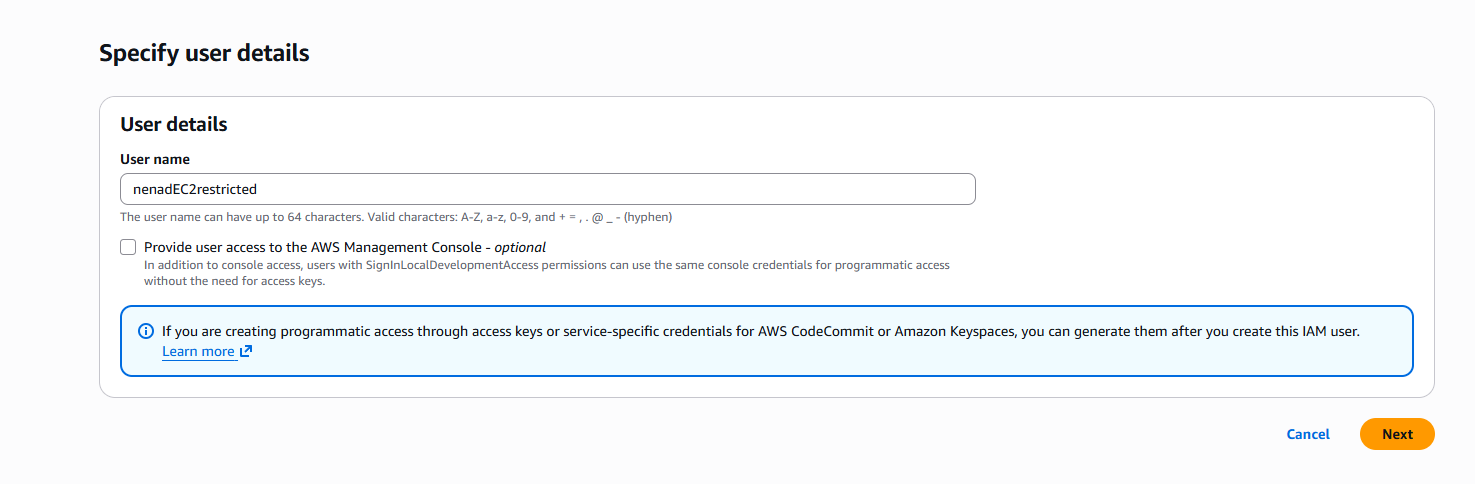 Specify user details
User details
User name
nenadEC2restricted
The user name can have up to 64 characters. Valid characters: A-Z, a-z, 0-9, and + = , . @ _ - (hyphen)
Provide user access to the AWS Management Console - optional
In addition to console access, users with SignInLocalDevelopmentAccess permissions can use the same console credentials for programmatic access
without the need for access keys.
If you are creating programmatic access through access keys or service-specific credentials for AWS CodeCommit or Amazon Keyspaces, you can generate them after you create this IAM user.
Learn more
Cancel
Next